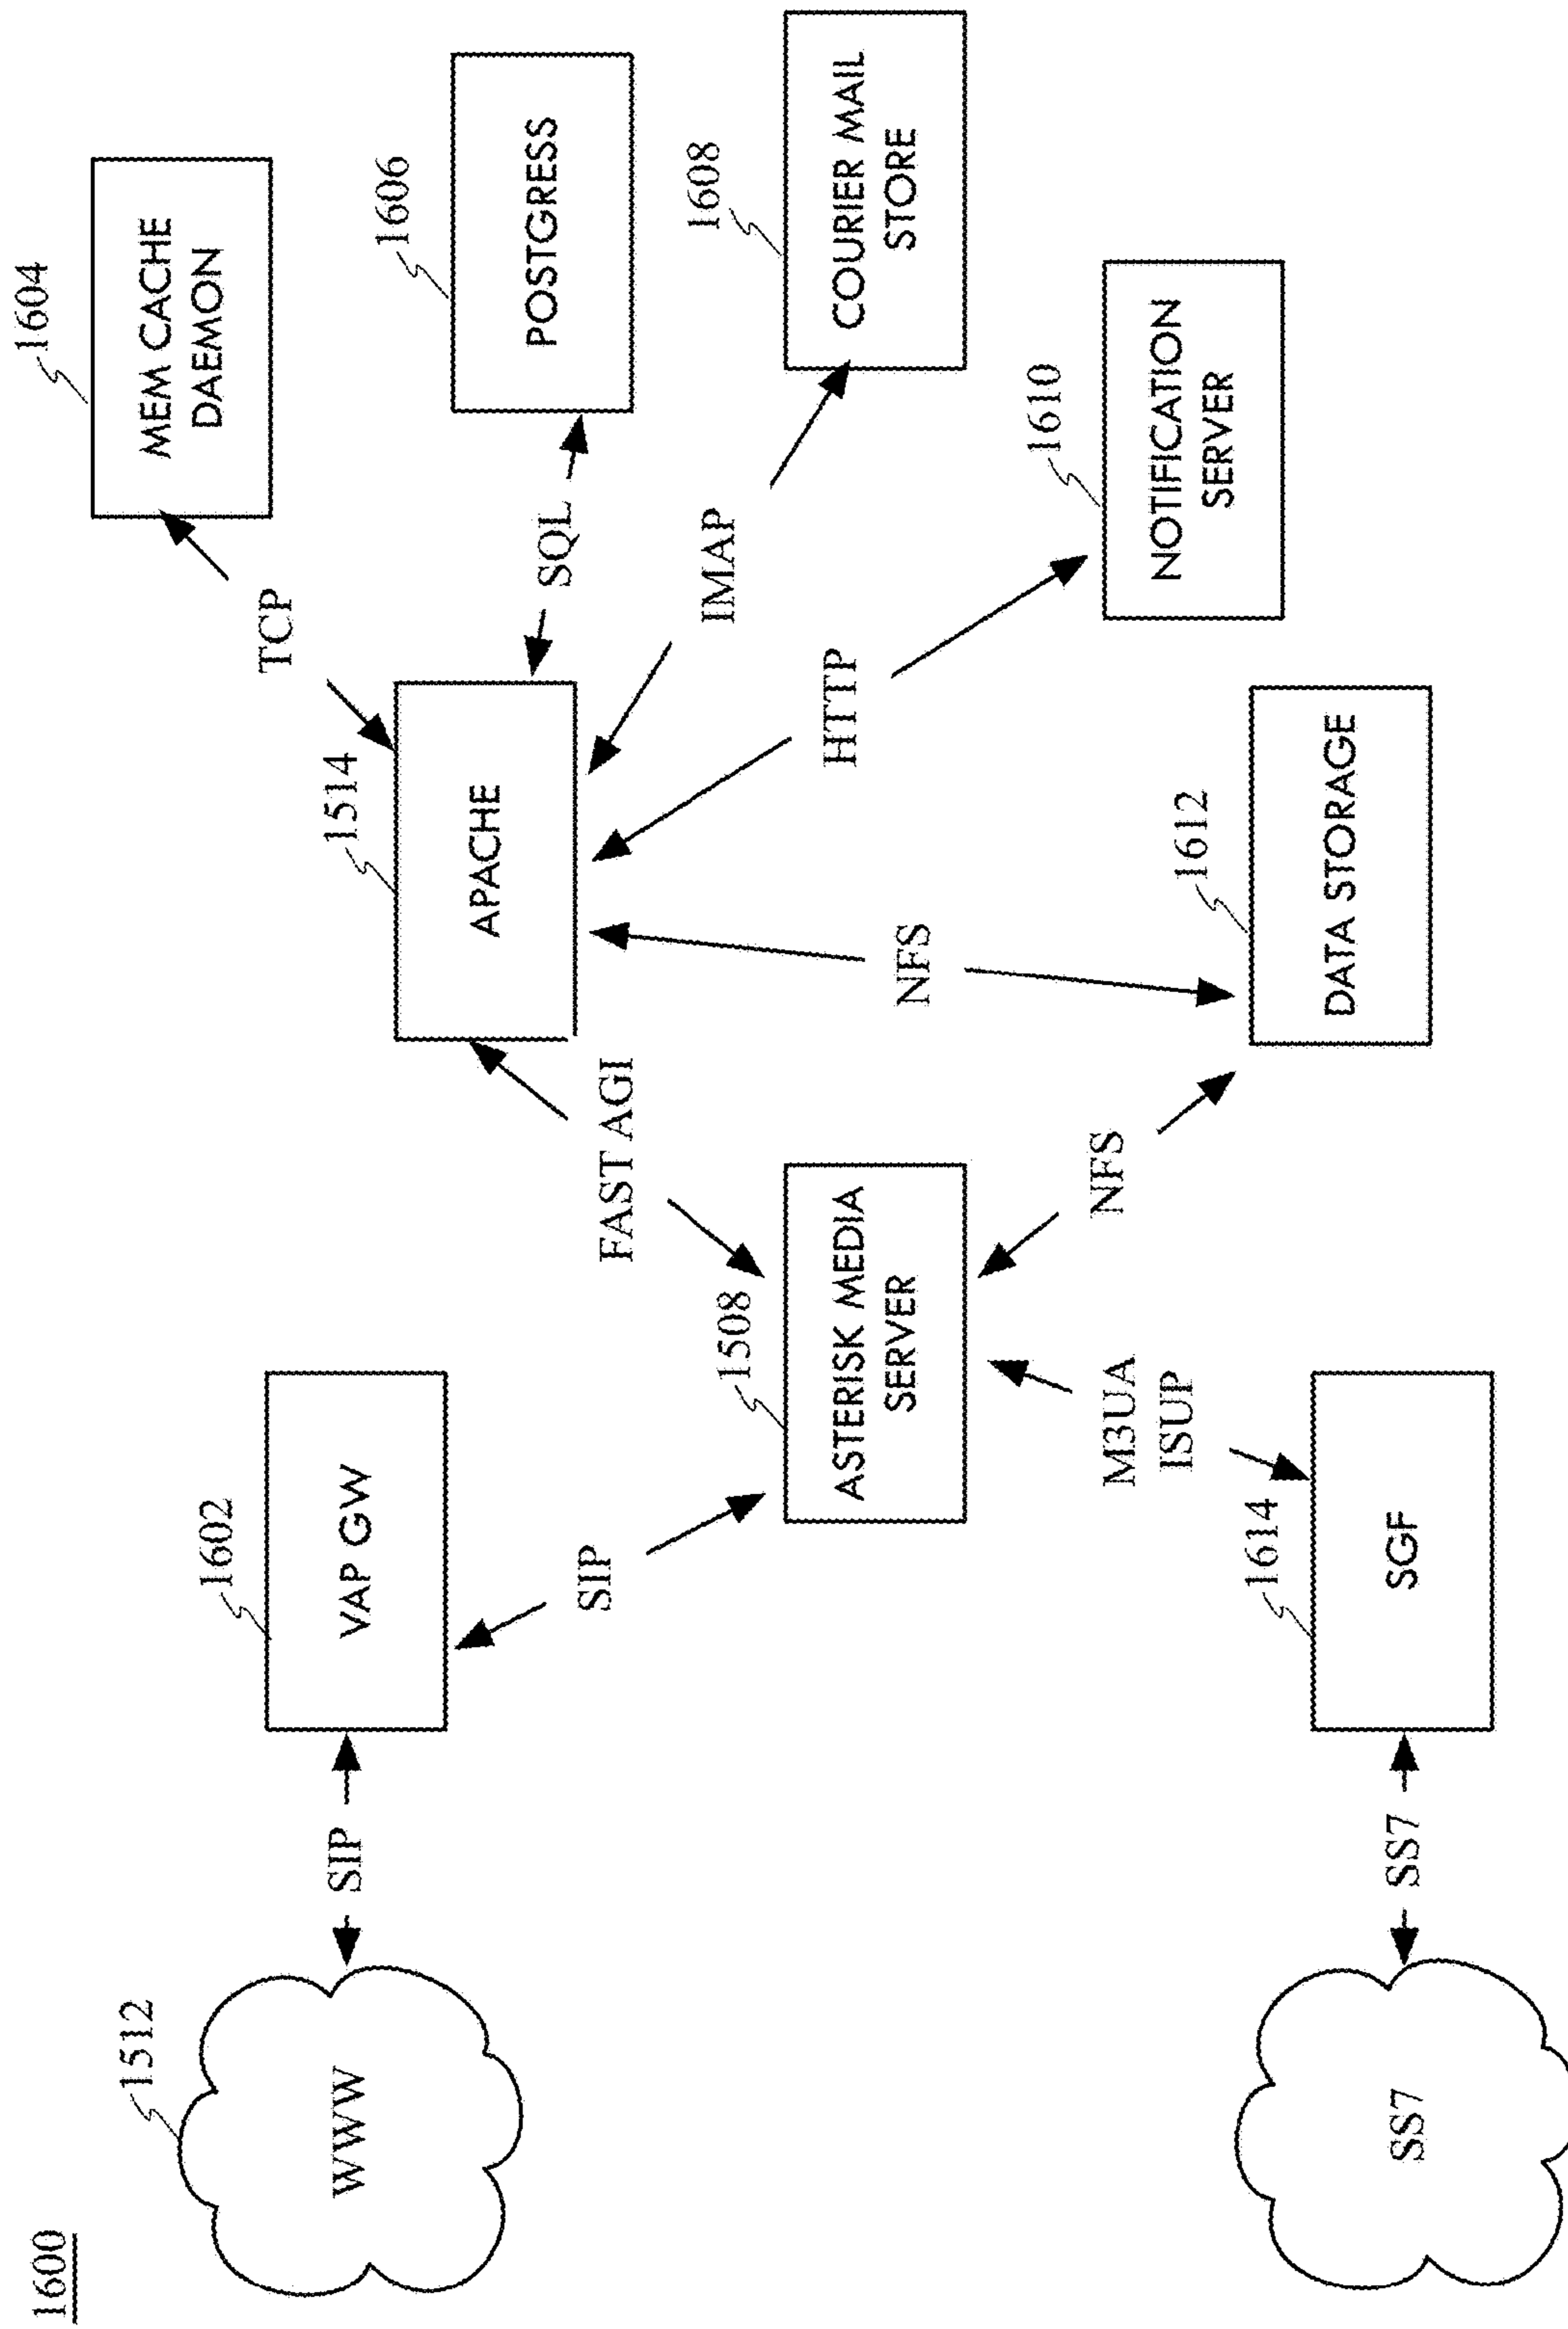 1600
1512
WWW
SIP
1602
VAP GW
SIP
1508
ASTERISK MEDIA
SERVER
FAST AGI
1514
APACHE
TCP
1604
MEM CACHE
DAEMON
SQL
1606
POSTGRESS
IMAP
1608
COURIER MAIL
STORE
HTTP
1610
NOTIFICATION
SERVER
NFS
NFS
1612
DATA STORAGE
M3UA
ISUP
1614
SGF
SS7
SS7